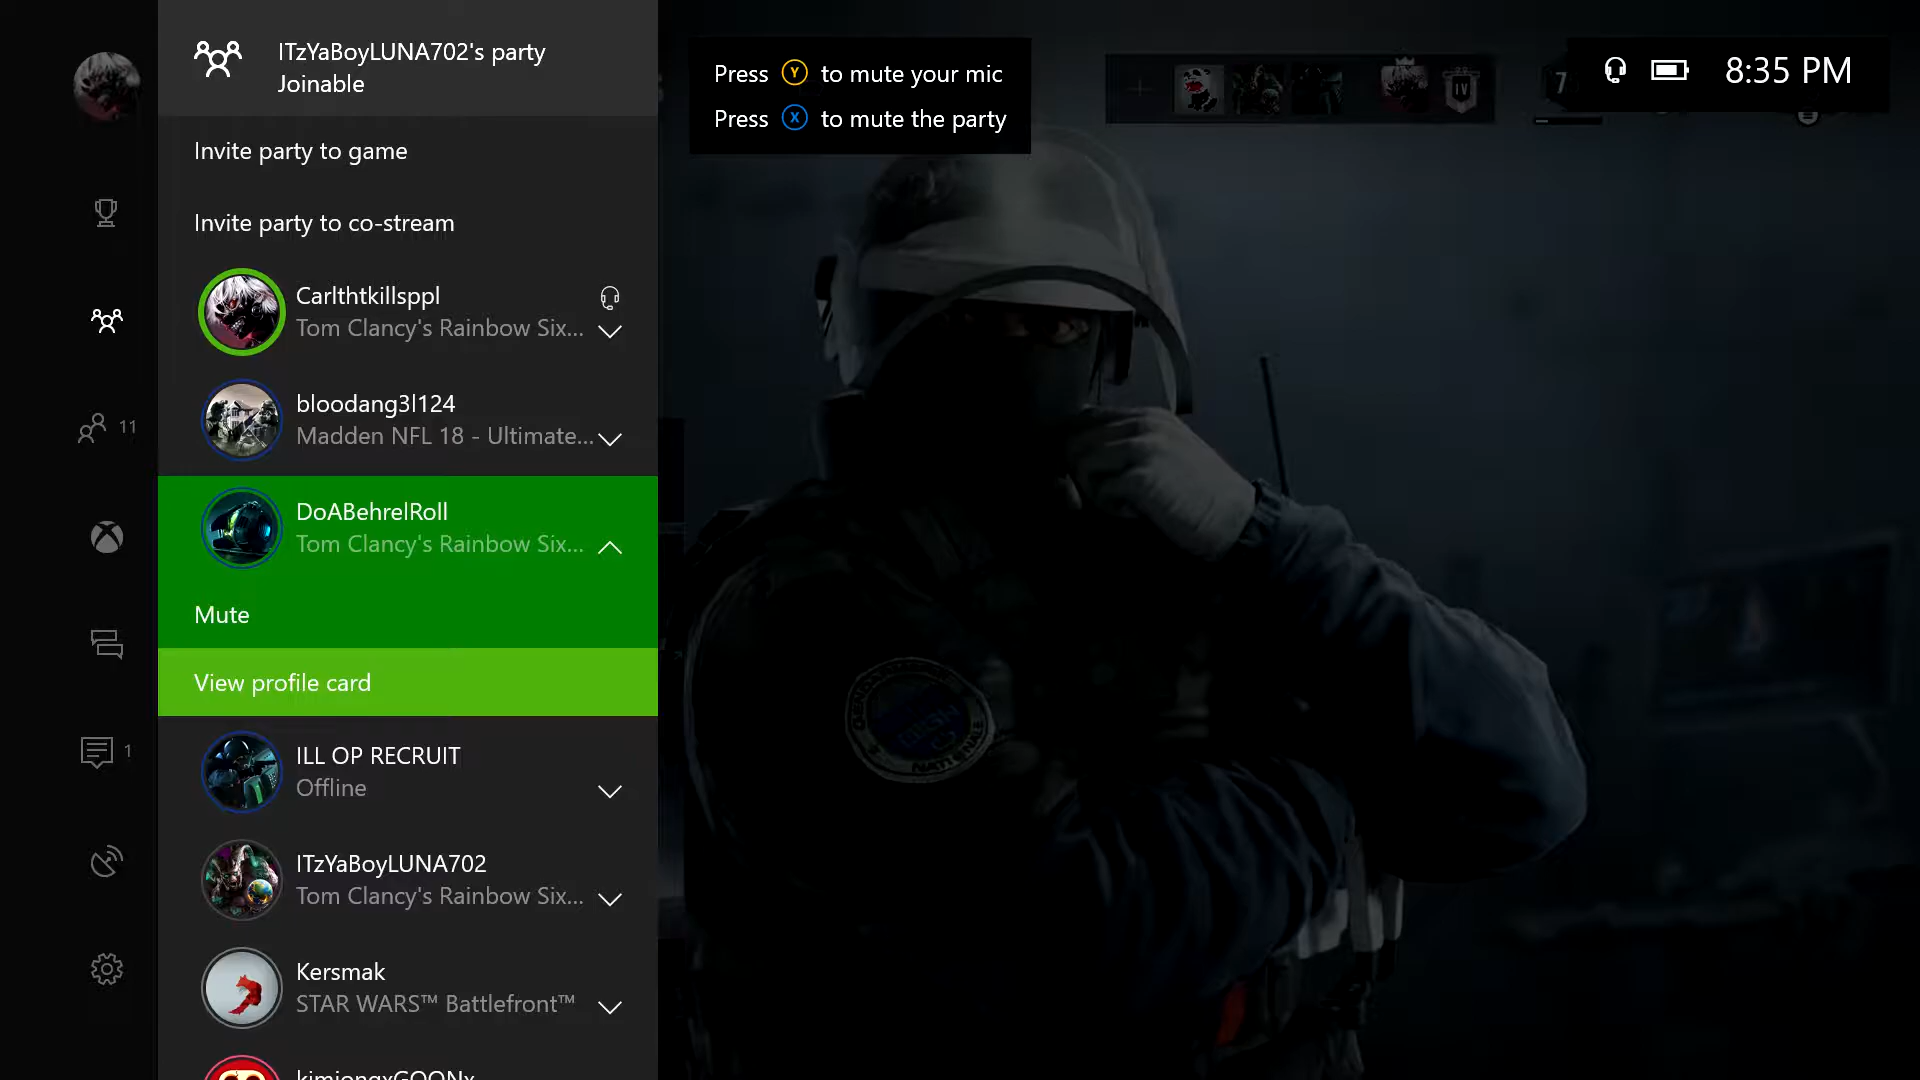 ITzYaBoyLUNA702's party
Joinable
Press Y to mute your mic
Press X to mute the party
IV
7
8:35 PM
Invite party to game
Invite party to co-stream
Carlthtkillsppl
Tom Clancy's Rainbow Six...
bloodang3l124
Madden NFL 18 - Ultimate...
11
DoABehrelRoll
Tom Clancy's Rainbow Six...
Mute
View profile card
1
ILL OP RECRUIT
Offline
ITzYaBoyLUNA702
Tom Clancy's Rainbow Six...
Kersmak
STAR WARS™ Battlefront™